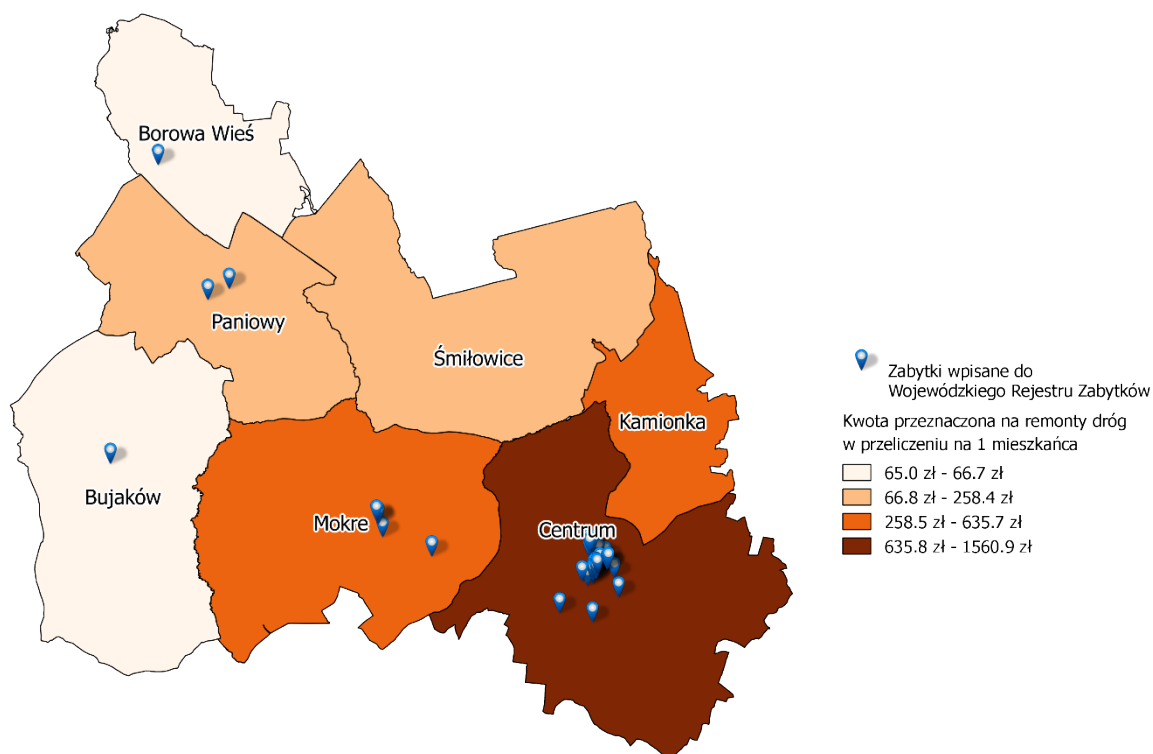 Borowa Wieś
Paniowy
Śmiłowice
Kamionka
Bujaków
Mokre
Centrum
Zabytki wpisane do
Wojewódzkiego Rejestru Zabytków
Kwota przeznaczona na remonty dróg
w przeliczeniu na 1 mieszkańca
65.0 zł - 66.7 zł
66.8 zł - 258.4 zł
258.5 zł - 635.7 zł
635.8 zł - 1560.9 zł